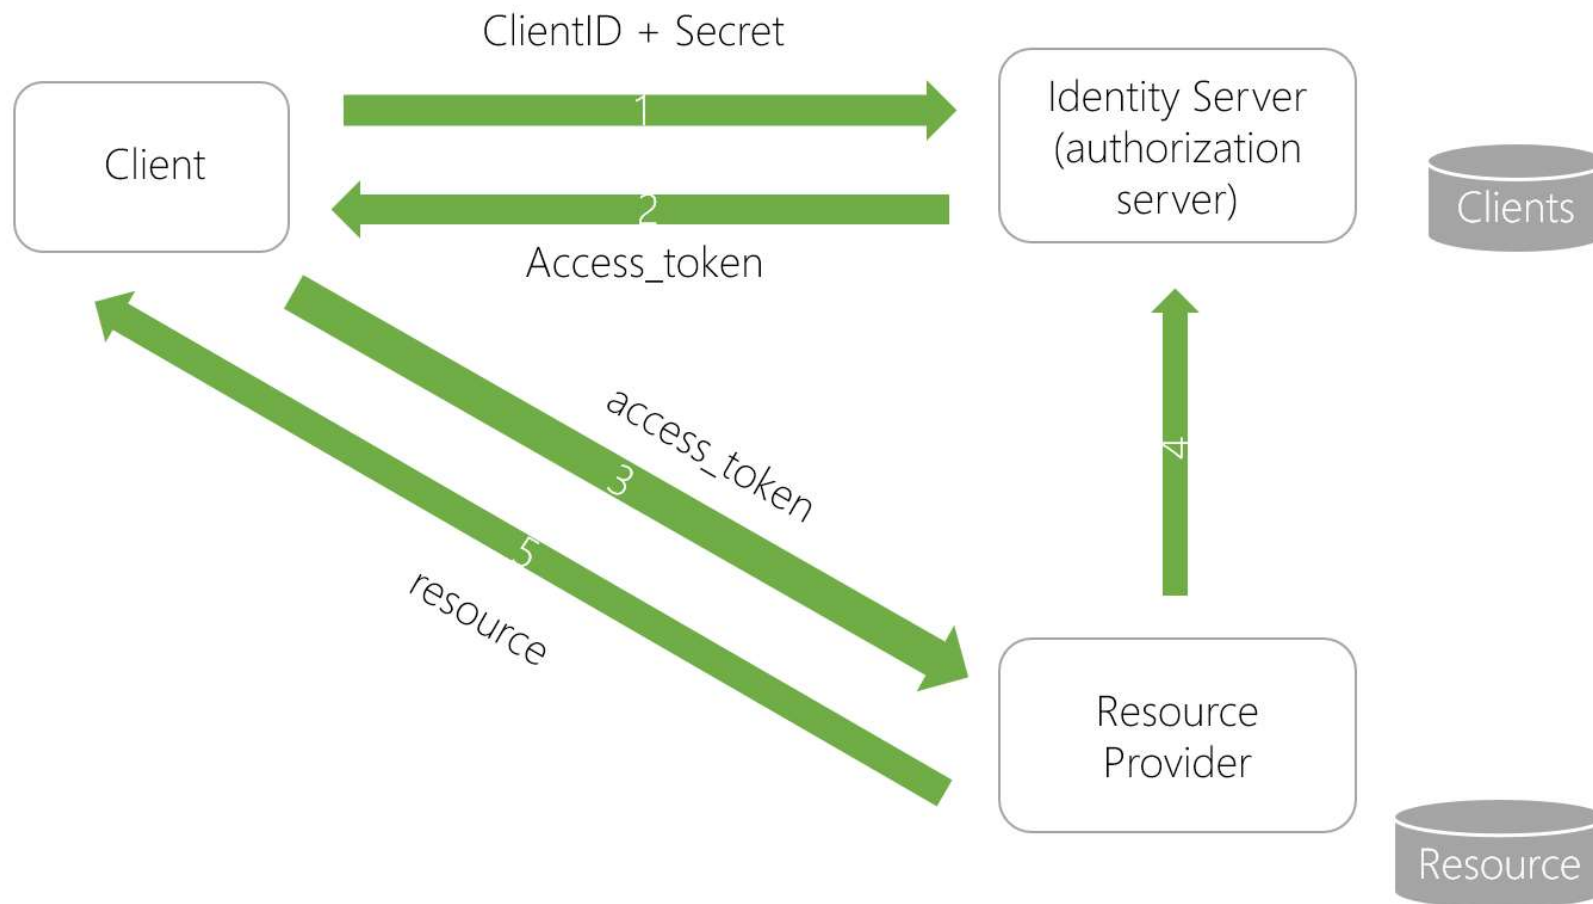 ClientID + Secret
1
Client
Identity Server
(authorization
server)
2
Access_token
Clients
access_token
3
4
5
resource
Resource
Provider
Resource